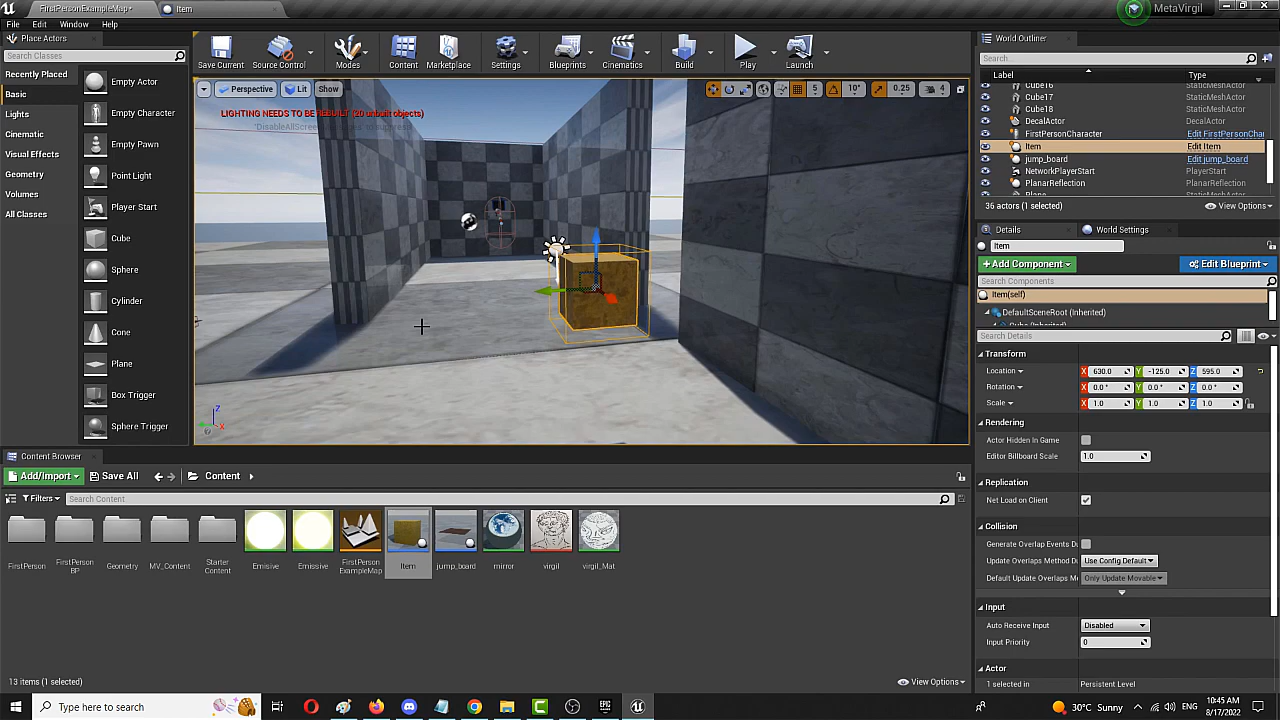 FirstPersonExampleMap*
Item
MetaVirgil
File
Edit
Window
Help
Place Actors
Search Classes
Recently Placed
Basic
Lights
Cinematic
Visual Effects
Geometry
Volumes
All Classes
Empty Actor
Empty Character
Empty Pawn
Point Light
Player Start
Cube
Sphere
Cylinder
Cone
Plane
Box Trigger
Sphere Trigger
Save Current
Source Control
Modes
Content
Marketplace
Settings
Blueprints
Cinematics
Build
Play
Launch
Perspective
Lit
Show
5
10°
0.25
4
LIGHTING NEEDS TO BE REBUILT (20 unbuilt objects)
World Outliner
Search...
Label
Type
Cube16 StaticMeshActor
Cube17 StaticMeshActor
Cube18 StaticMeshActor
DecalActor DecalActor
FirstPersonCharacter Edit FirstPersonChar
Item Edit Item
jump_board Edit jump_board
NetworkPlayerStart PlayerStart
PlanarReflection PlanarReflection
36 actors (1 selected)
View Options
Details
World Settings
Item
+Add Component
Edit Blueprint
Search Components
Item(self)
DefaultSceneRoot (Inherited)
Search Details
Transform
Location X 630.0 Y -125.0 Z 595.0
Rotation X 0.0° Y 0.0° Z 0.0°
Scale X 1.0 Y 1.0 Z 1.0
Rendering
Actor Hidden In Game
Editor Billboard Scale 1.0
Replication
Net Load on Client
Collision
Generate Overlap Events Du
Update Overlaps Method Du Use Config Default
Default Update Overlaps Me Only Update Movable
Input
Auto Receive Input Disabled
Input Priority 0
Actor
1 selected in Persistent Level
Content Browser
Add/Import
Save All
Content
Filters
Search Content
FirstPerson
FirstPerson
BP
Geometry
MV_Content
Starter
Content
Emisive
Emissive
FirstPerson
ExampleMap
Item
jump_board
mirror
virgil
virgil_Mat
13 items (1 selected)
View Options
Type here to search
30°C Sunny
ENG
10:45 AM
8/17/2022